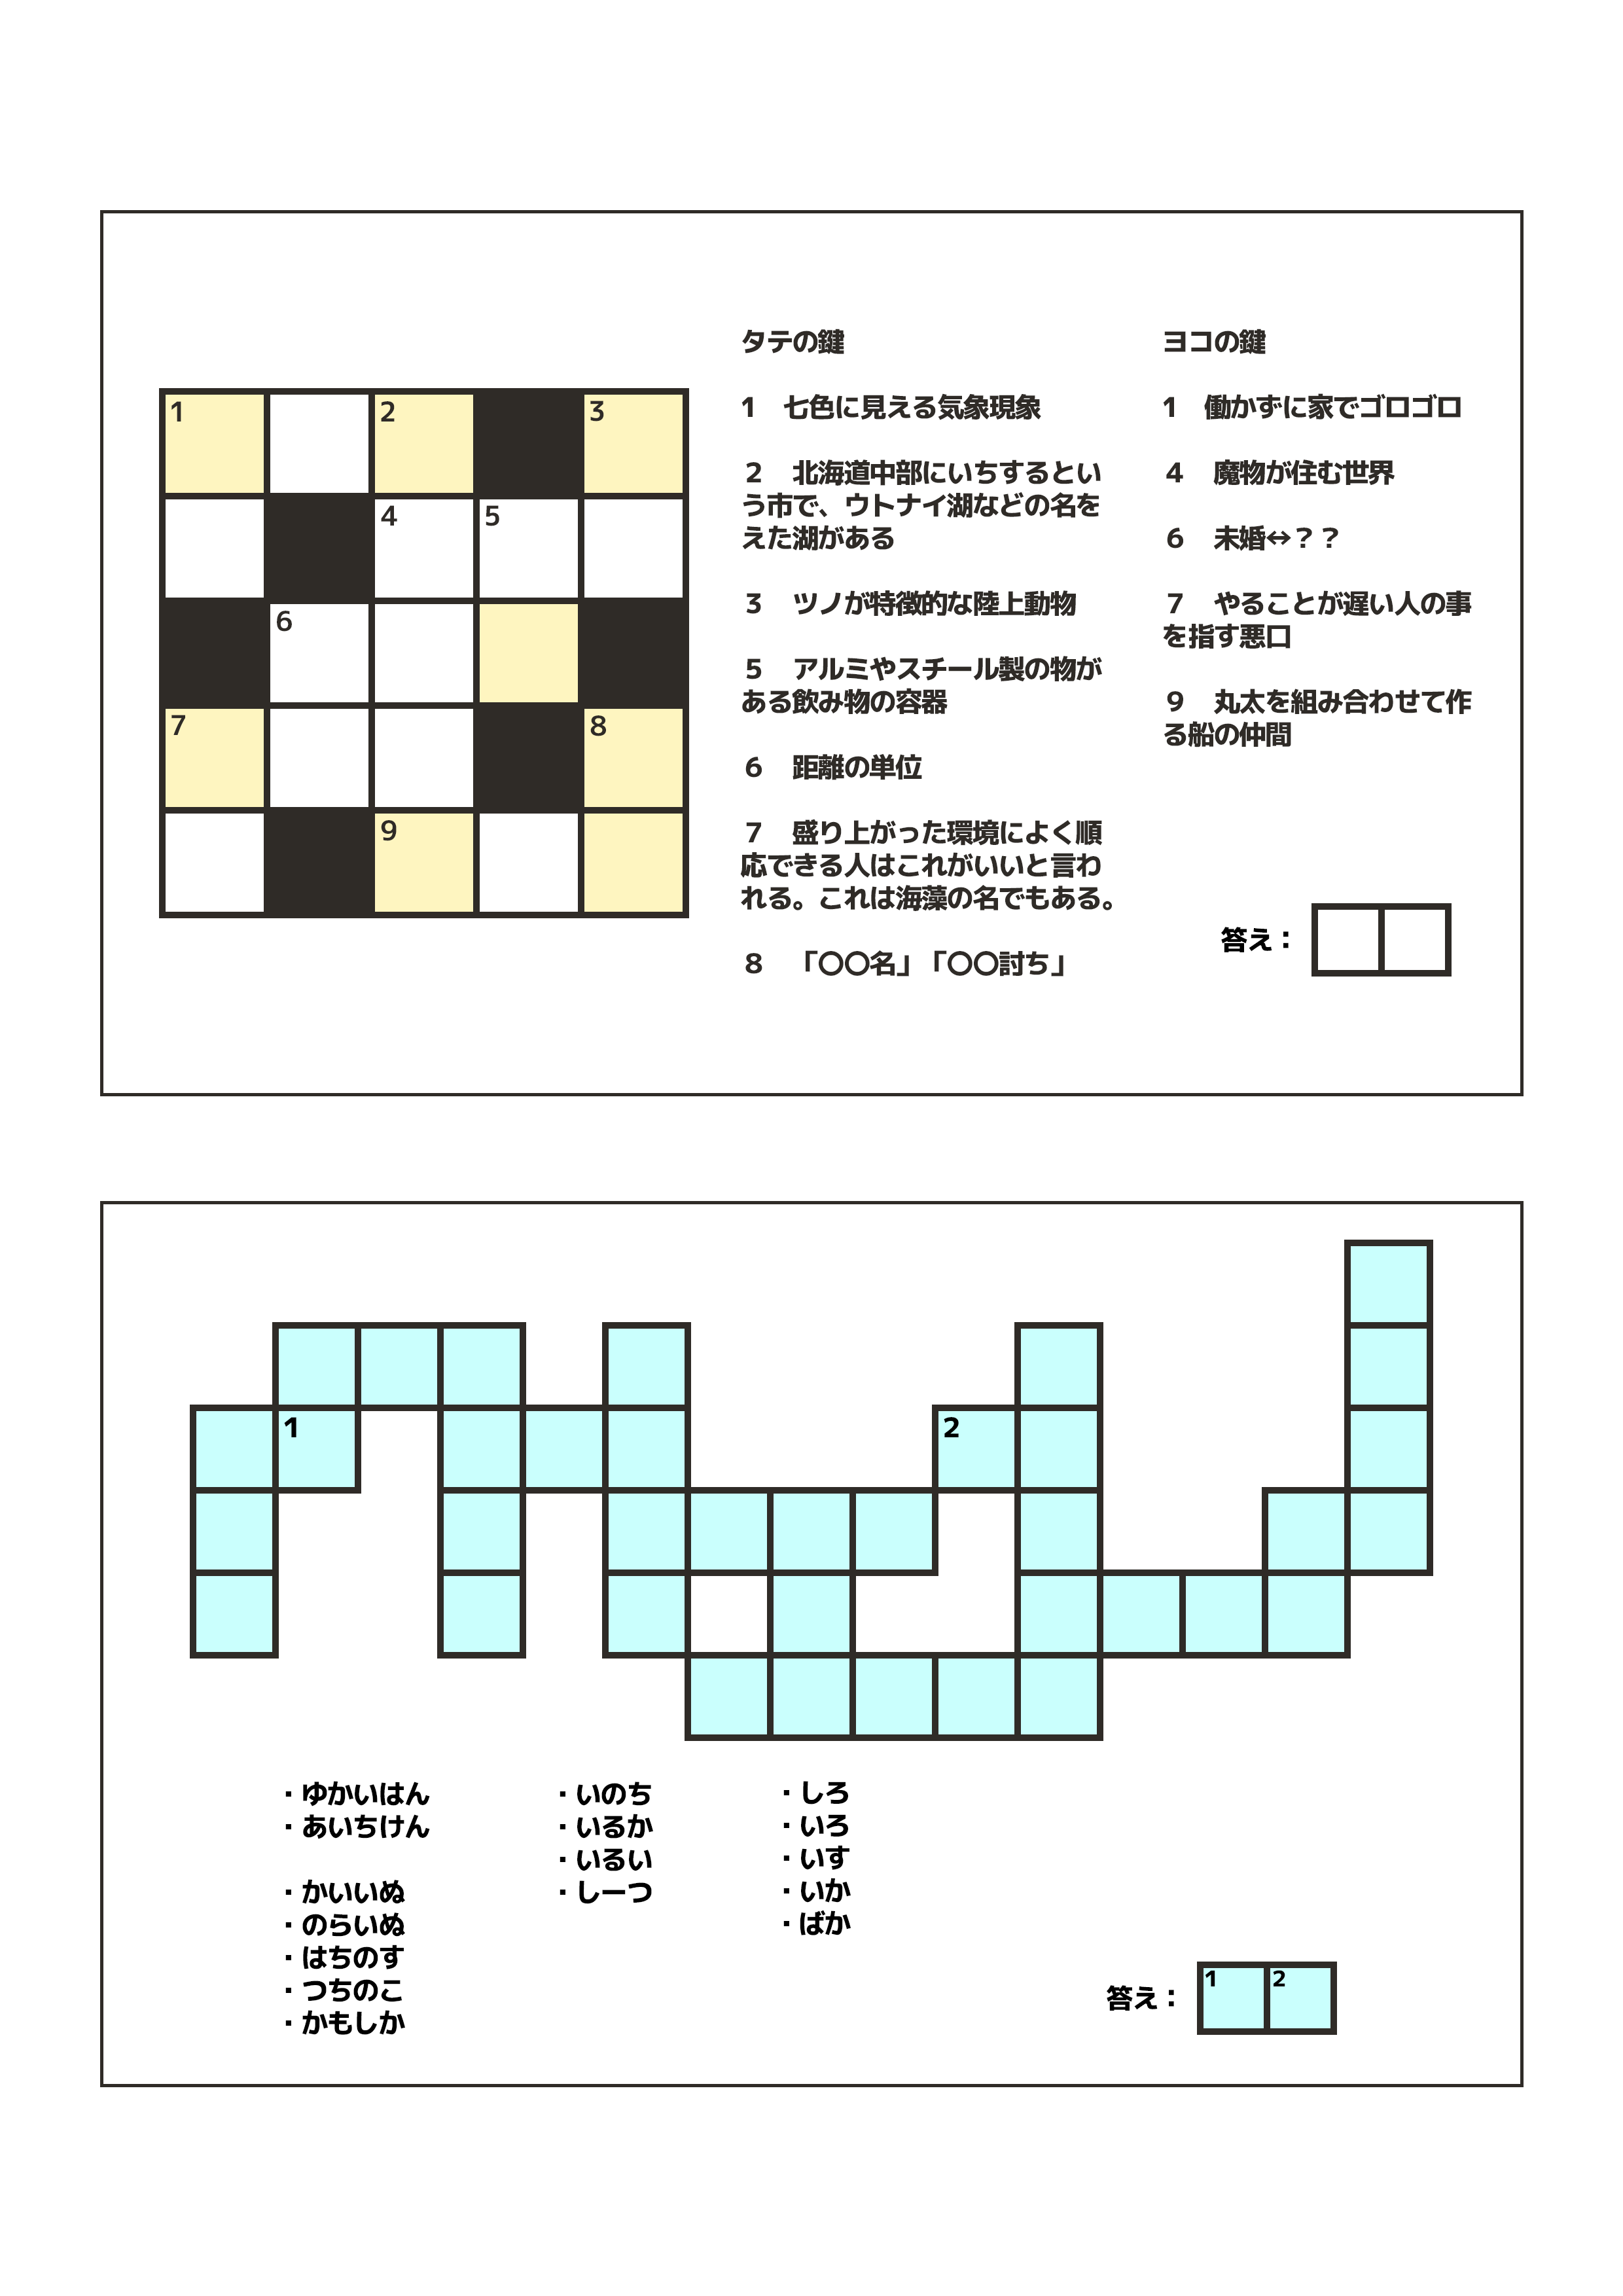 1
2
3
4
5
6
7
8
9
タテの鍵
1　七色に見える気象現象
2　北海道中部にいちするとい
う市で、ウトナイ湖などの名を
えた湖がある
3　ツノが特徴的な陸上動物
5　アルミやスチール製の物が
ある飲み物の容器
6　距離の単位
7　盛り上がった環境によく順
応できる人はこれがいいと言わ
れる。これは海藻の名でもある。
8　「〇〇名」「〇〇討ち」
ヨコの鍵
1　働かずに家でゴロゴロ
4　魔物が住む世界
6　未婚↔？？
7　やることが遅い人の事
を指す悪口
9　丸太を組み合わせて作
る船の仲間
答え：
1
2
・ゆかいはん
・あいちけん
・かいいぬ
・のらいぬ
・はちのす
・つちのこ
・かもしか
・いのち
・いるか
・いるい
・しーつ
・しろ
・いろ
・いす
・いか
・ばか
答え：
1
2